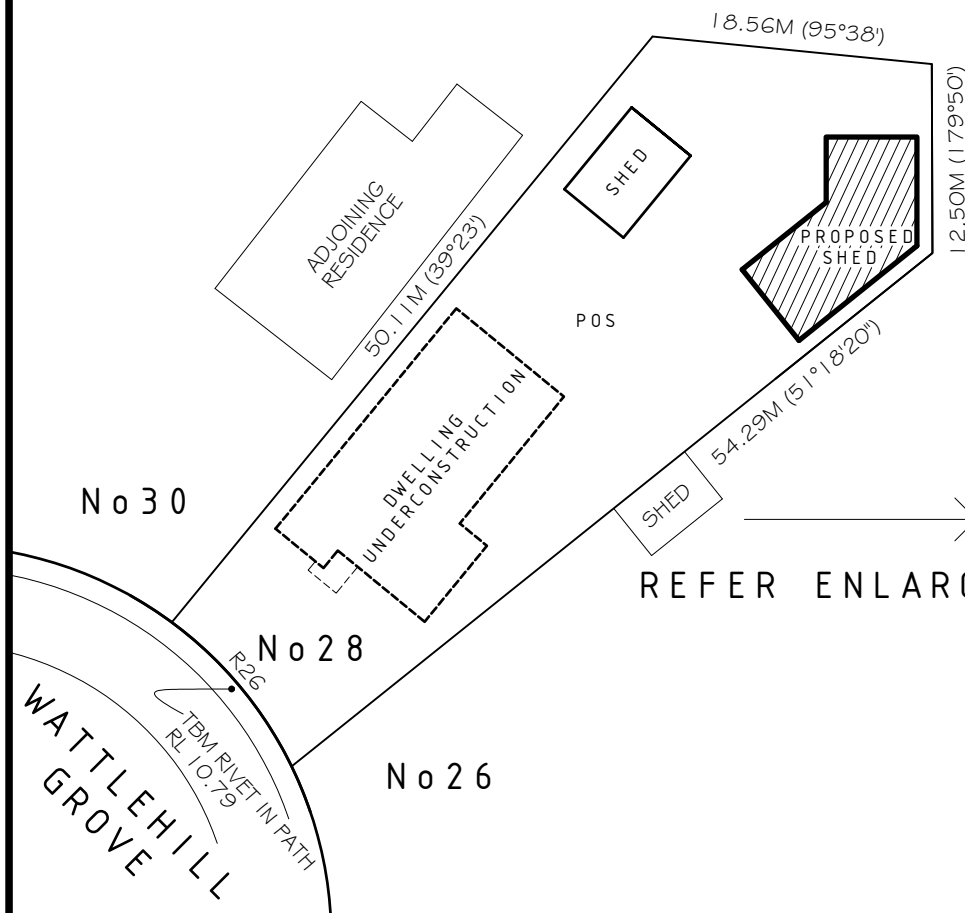 18.56M (95°38')
12.50M (179°50')
SHED
ADJOINING
RESIDENCE
PROPOSED
SHED
50.11M (39°23')
POS
54.29M (51°18'20")
DWELLING
UNDERCONSTRUCTION
SHED
No30
REFER ENLARG
No28
R26
TBM RIVET IN PATH
RL 10.79
No26
WATTLEHILL
GROVE